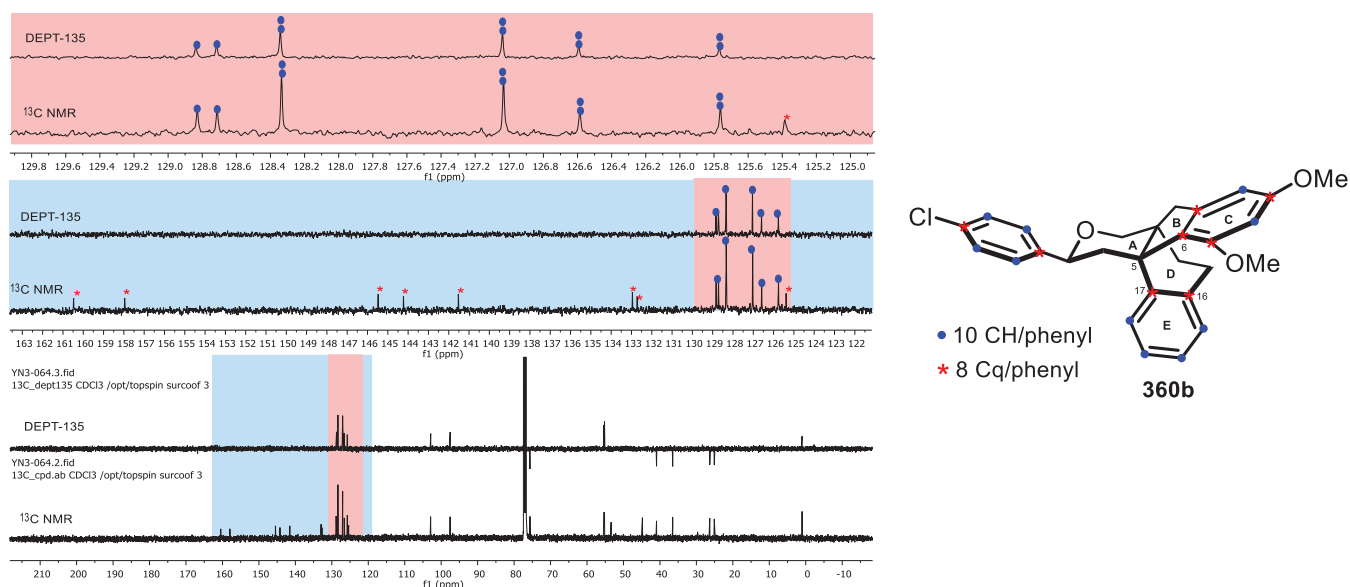 DEPT-135
¹³C NMR
129.8 129.6 129.4 129.2 129.0 128.8 128.6 128.4 128.2 128.0 127.8 127.6 127.4 127.2 127.0 126.8 126.6 126.4 126.2 126.0 125.8 125.6 125.4 125.2 125.0
f1 (ppm)
DEPT-135
¹³C NMR
163 162 161 160 159 158 157 156 155 154 153 152 151 150 149 148 147 146 145 144 143 142 141 140 139 138 137 136 135 134 133 132 131 130 129 128 127 126 125 124 123 122
f1 (ppm)
YN3-064.3.fid
13C_dept135 CDCl3 /opt/topspin surcoof 3
DEPT-135
YN3-064.2.fid
13C_cpd.ab CDCl3 /opt/topspin surcoof 3
¹³C NMR
210 200 190 180 170 160 150 140 130 120 110 100 90 80 70 60 50 40 30 20 10 0 -10
f1 (ppm)
OMe
Cl
O
B
C
A
6
OMe
5
D
17
16
E
10 CH/phenyl
* 8 Cq/phenyl
360b